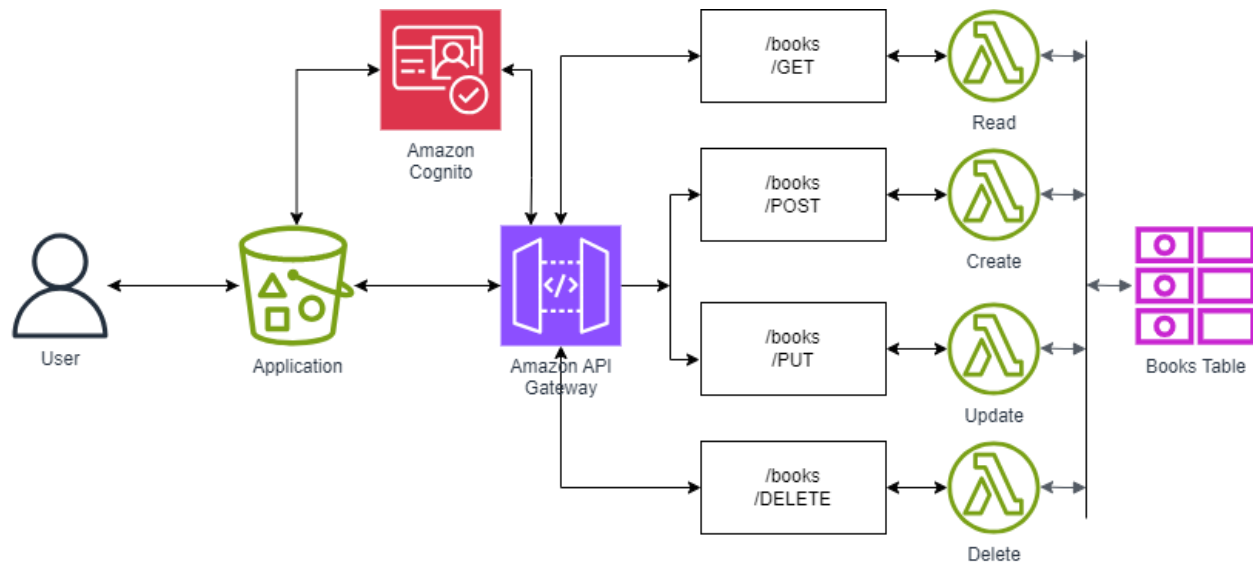 Amazon
Cognito
User
Application
</>
Amazon API
Gateway
/books
/GET
Read
/books
/POST
Create
/books
/PUT
Update
/books
/DELETE
Delete
Books Table